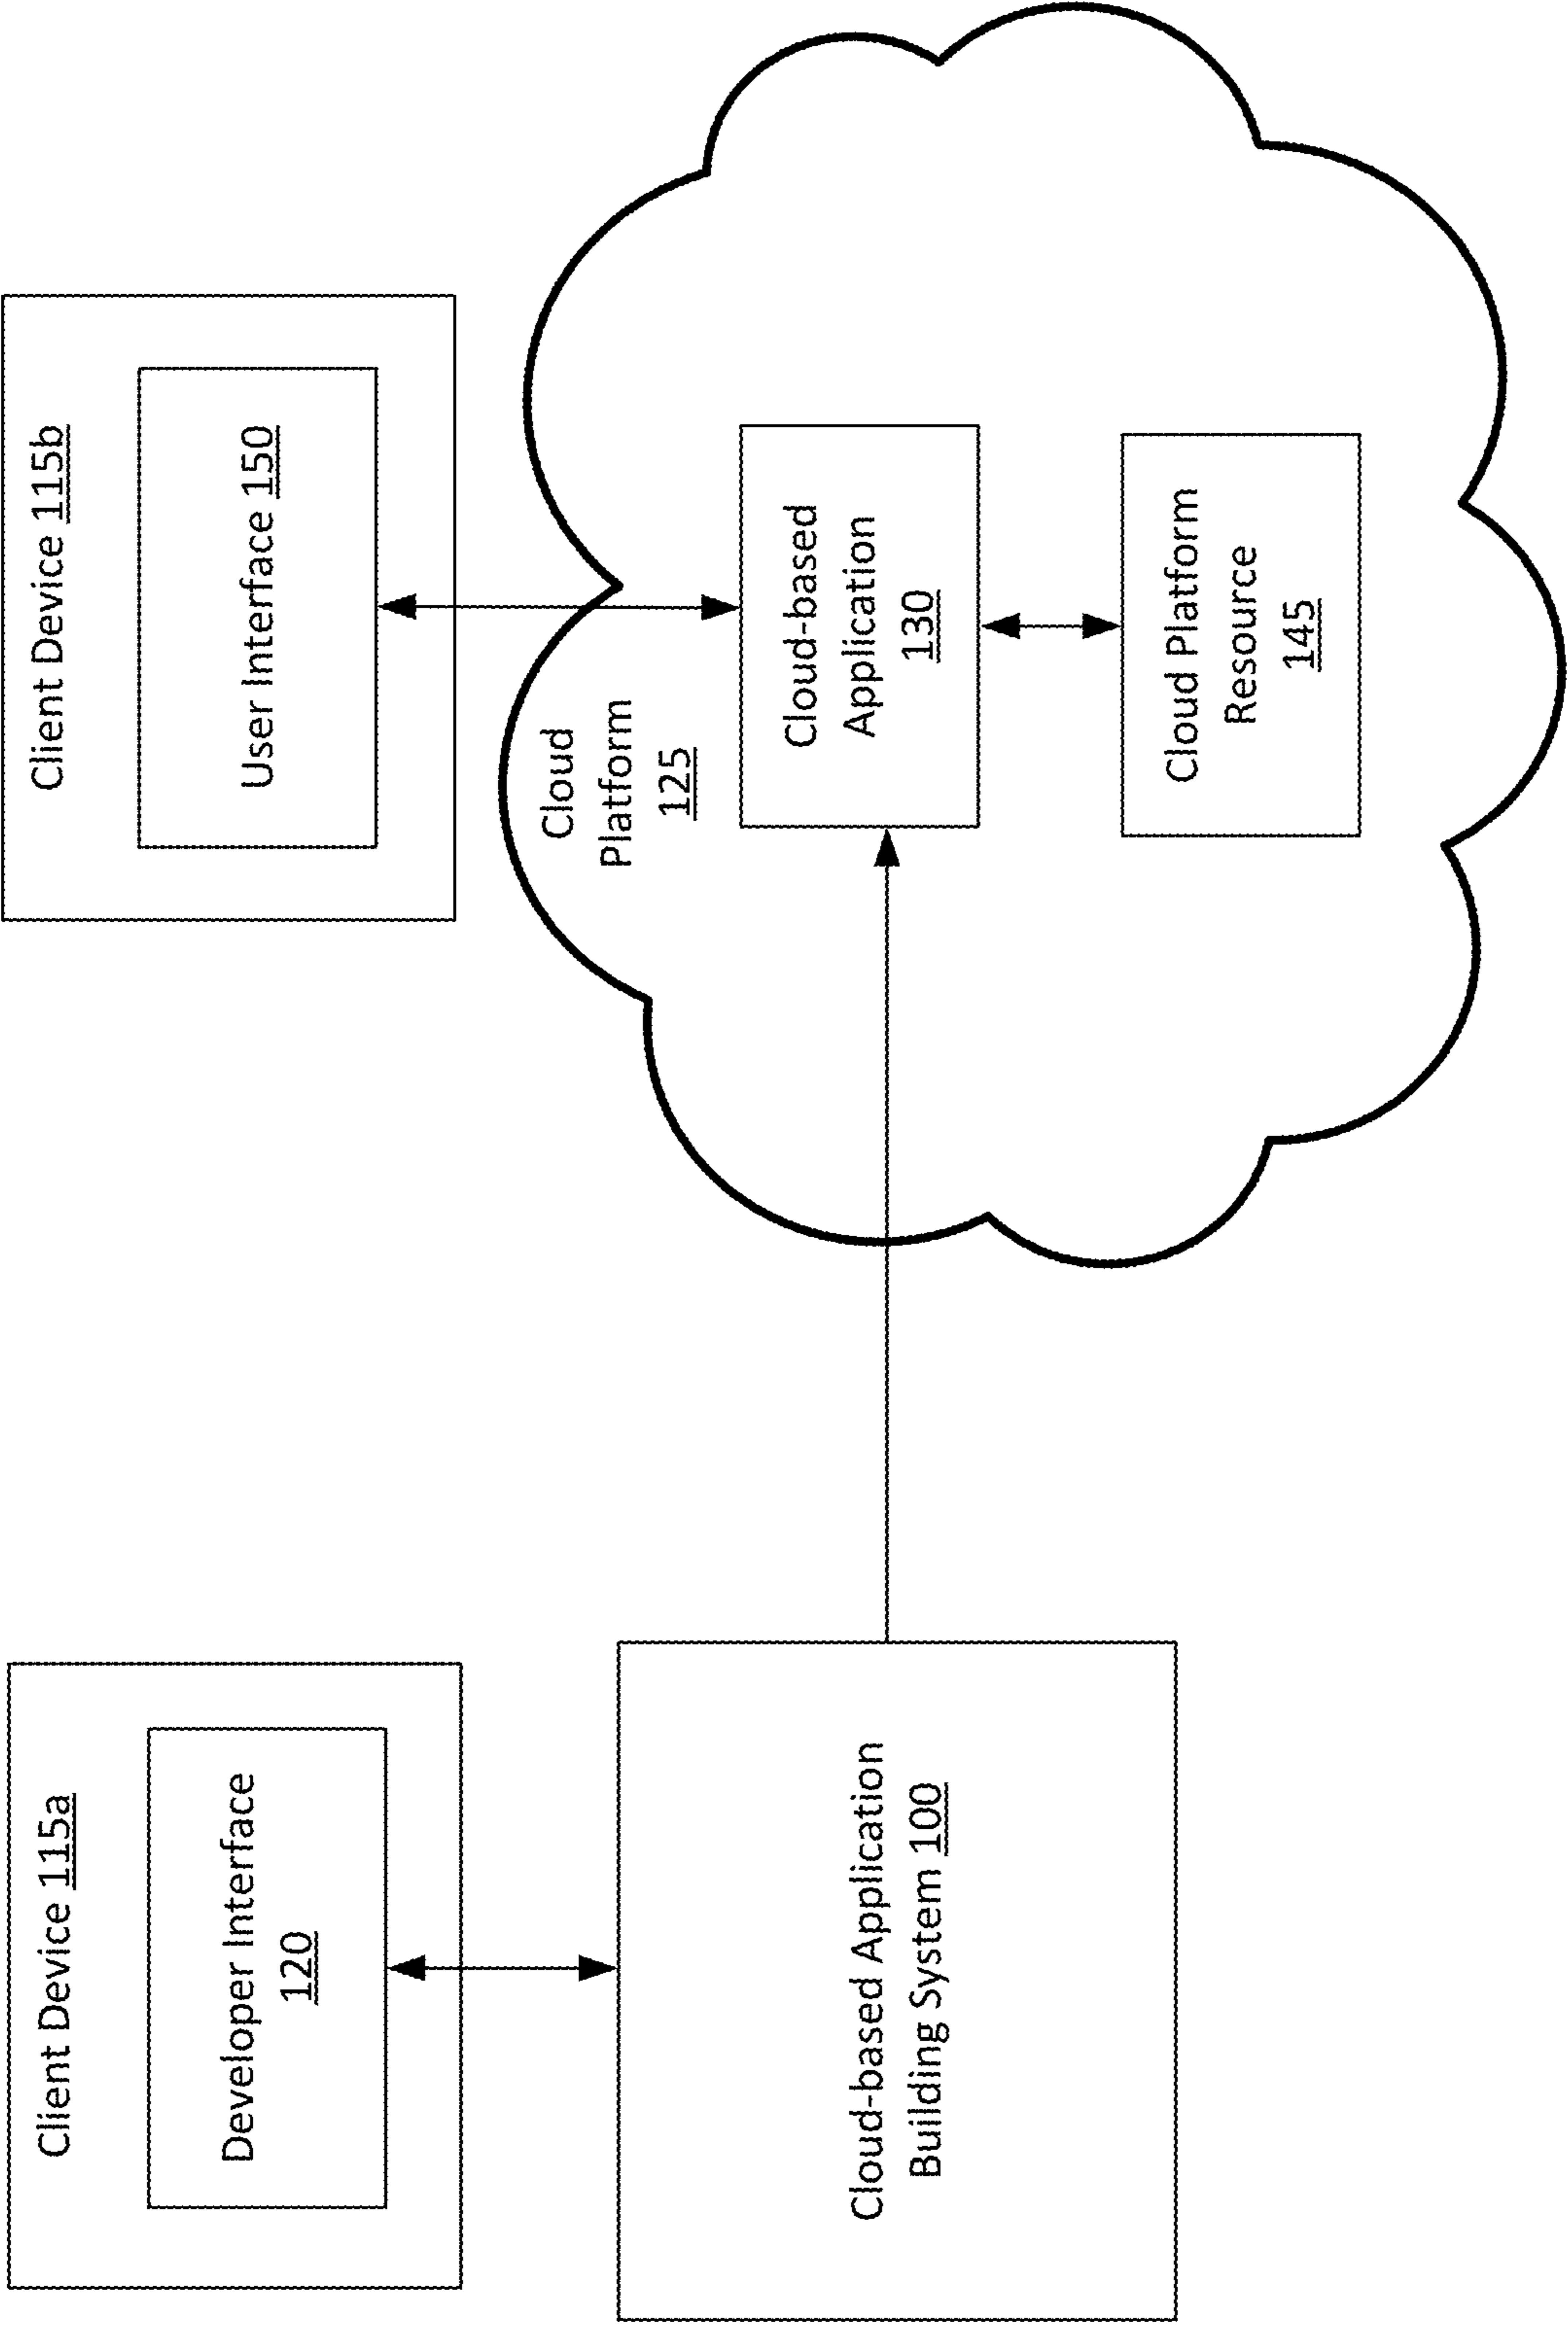 Client Device 115a
Developer Interface
120
Cloud-based Application
Building System 100
Client Device 115b
User Interface 150
Cloud
Platform
125
Cloud-based
Application
130
Cloud Platform
Resource
145